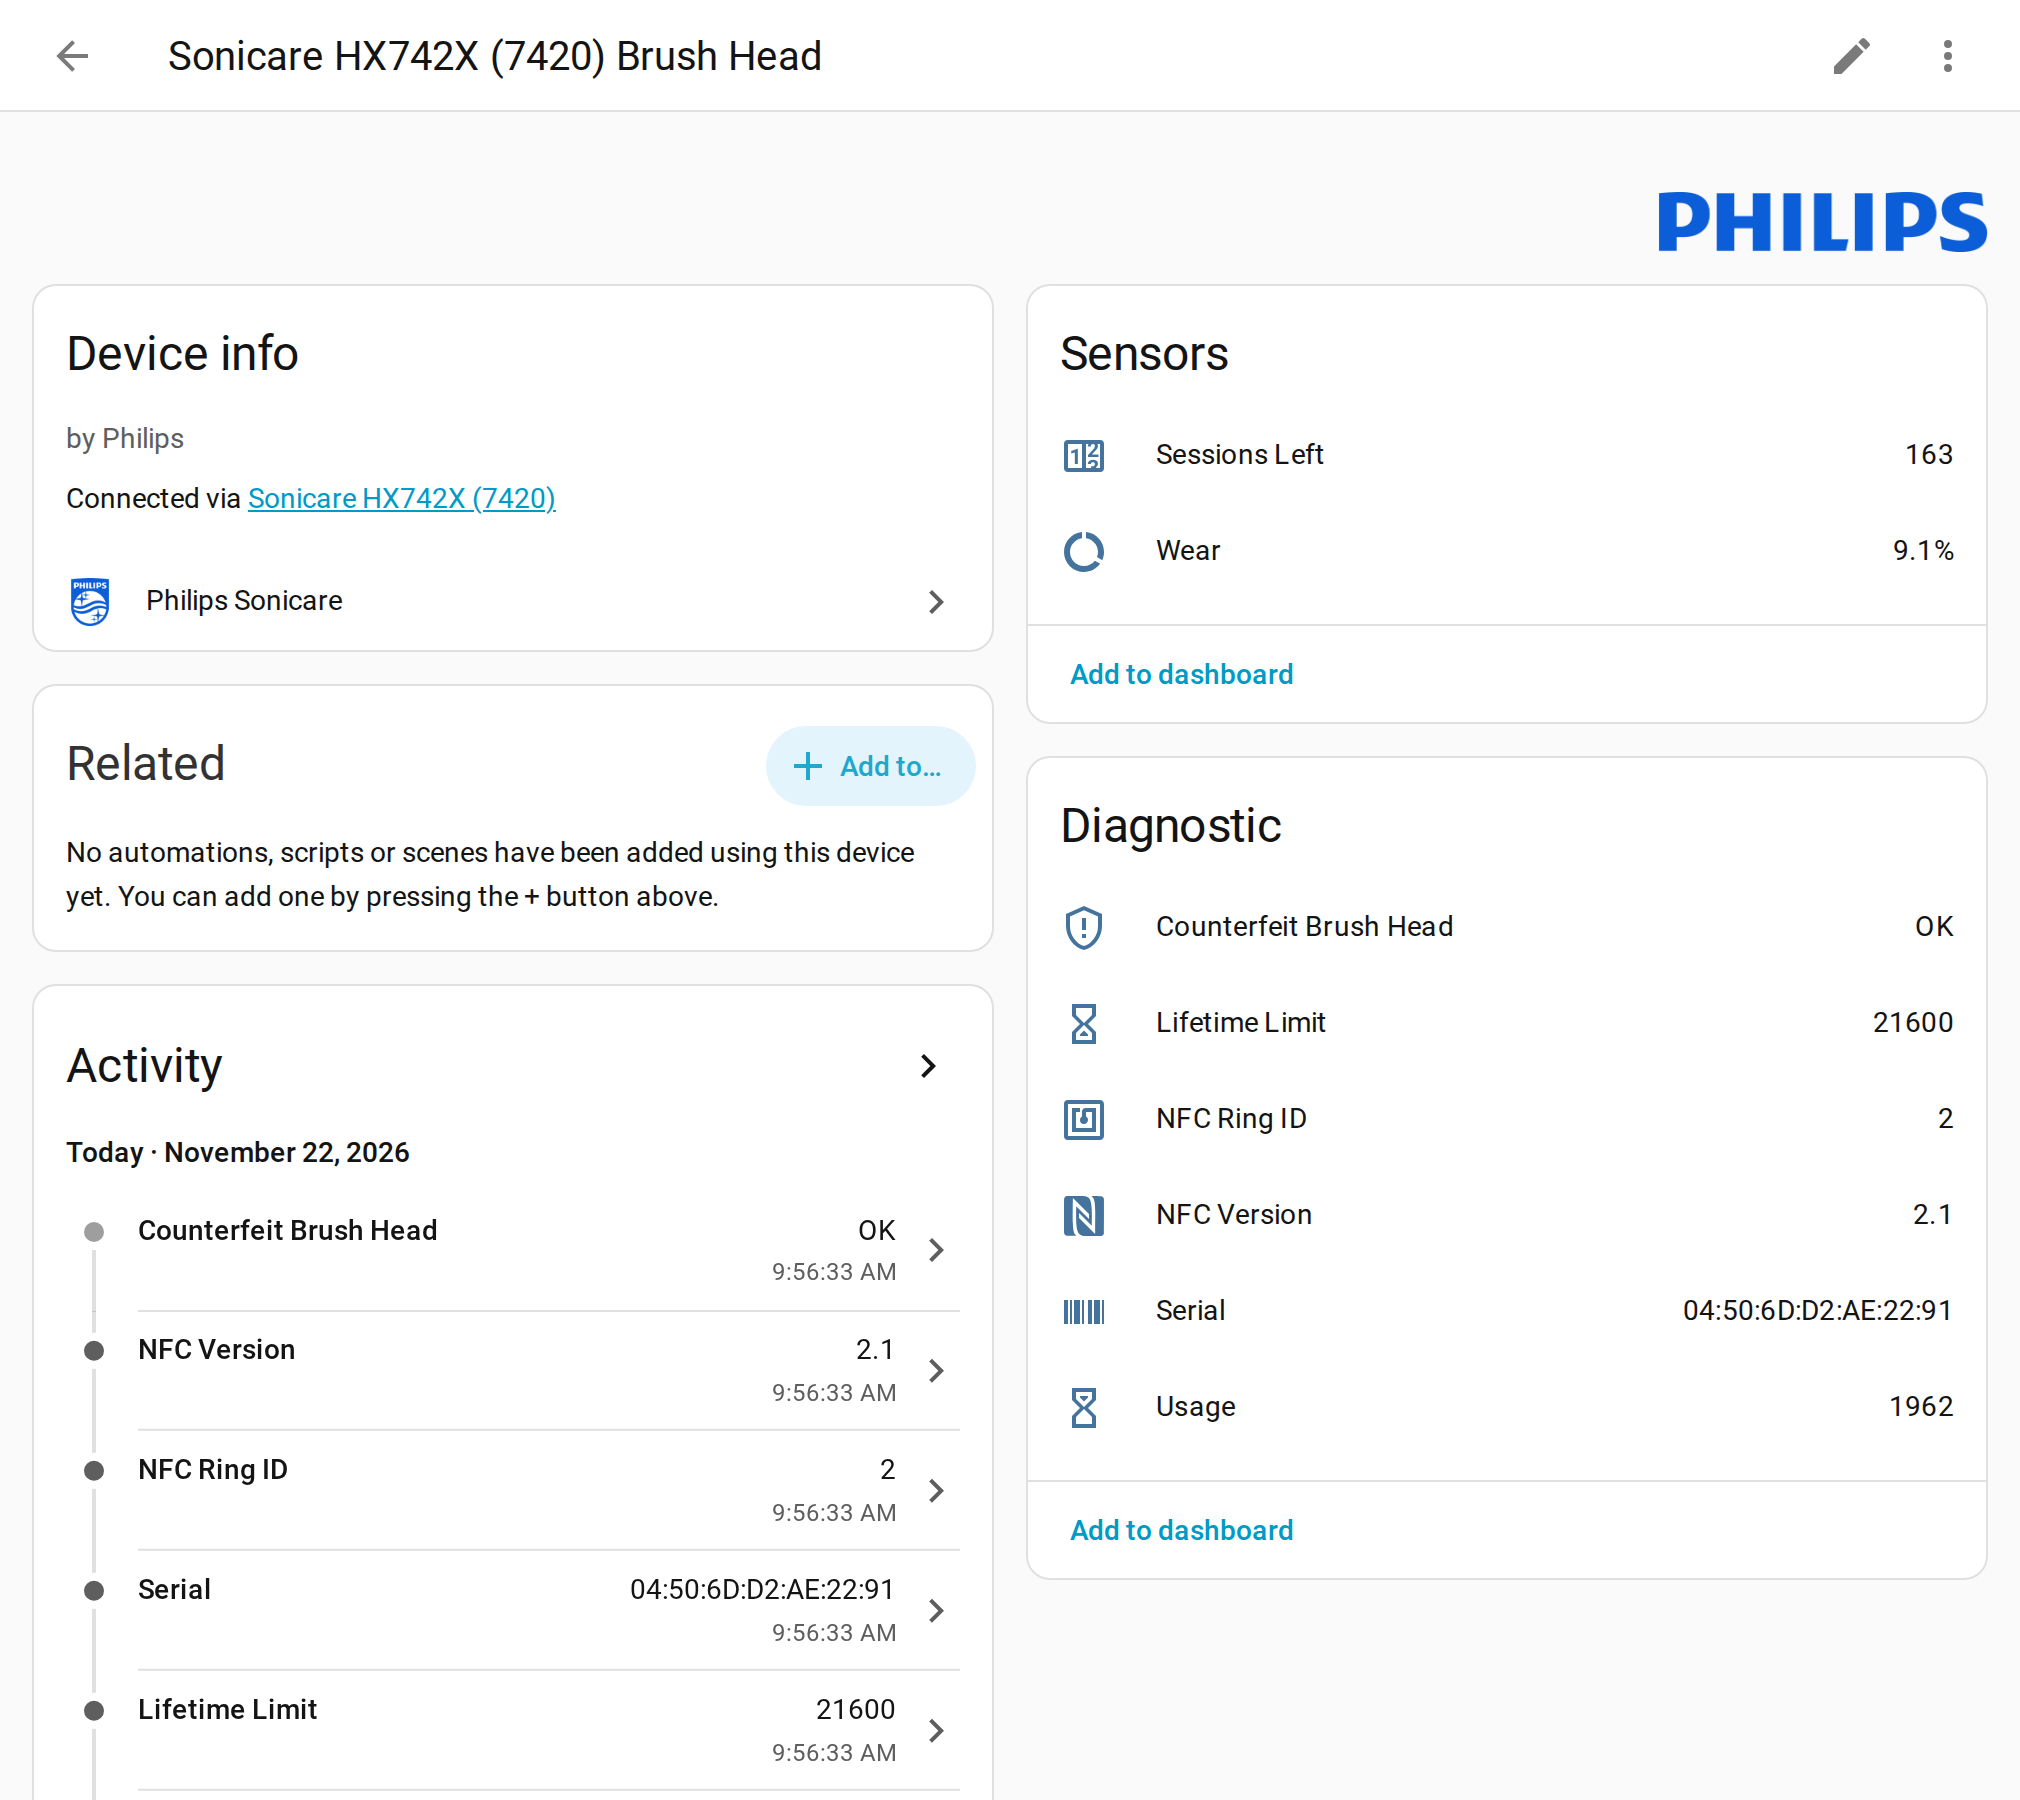 Sonicare HX742X (7420) Brush Head
PHILIPS
Device info
by Philips
Connected via Sonicare HX742X (7420)
PHILIPS
Philips Sonicare
Related
Add to...
No automations, scripts or scenes have been added using this device
yet. You can add one by pressing the + button above.
Activity
Today · November 22, 2026
Counterfeit Brush Head OK
9:56:33 AM
NFC Version 2.1
9:56:33 AM
NFC Ring ID 2
9:56:33 AM
Serial 04:50:6D:D2:AE:22:91
9:56:33 AM
Lifetime Limit 21600
9:56:33 AM
Sensors
Sessions Left 163
Wear 9.1%
Add to dashboard
Diagnostic
Counterfeit Brush Head OK
Lifetime Limit 21600
NFC Ring ID 2
NFC Version 2.1
Serial 04:50:6D:D2:AE:22:91
Usage 1962
Add to dashboard